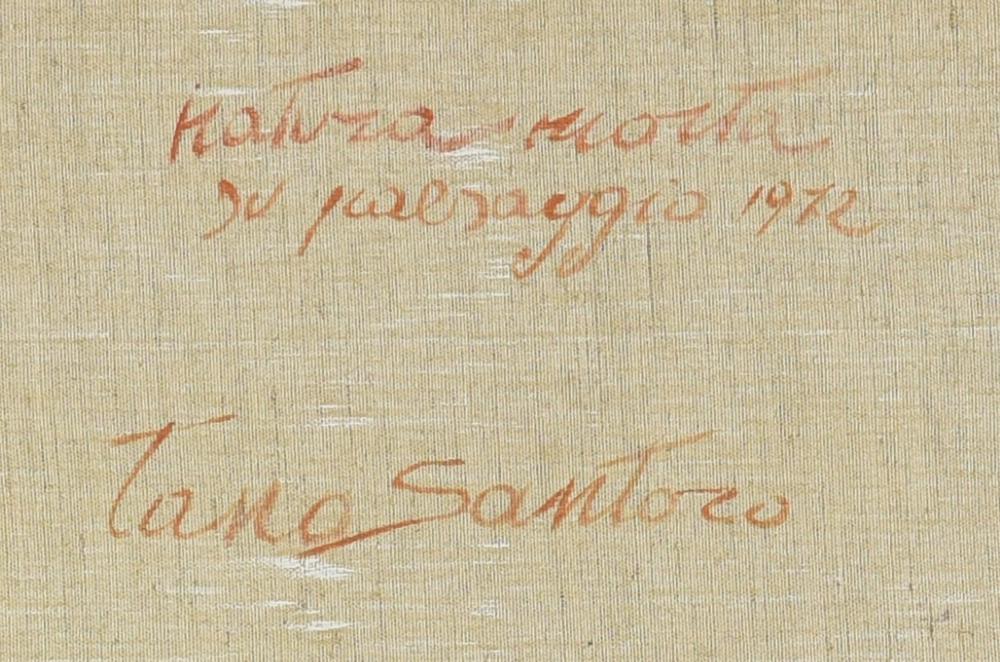 Natura morta
su paesaggio 1972
Tano Santoro